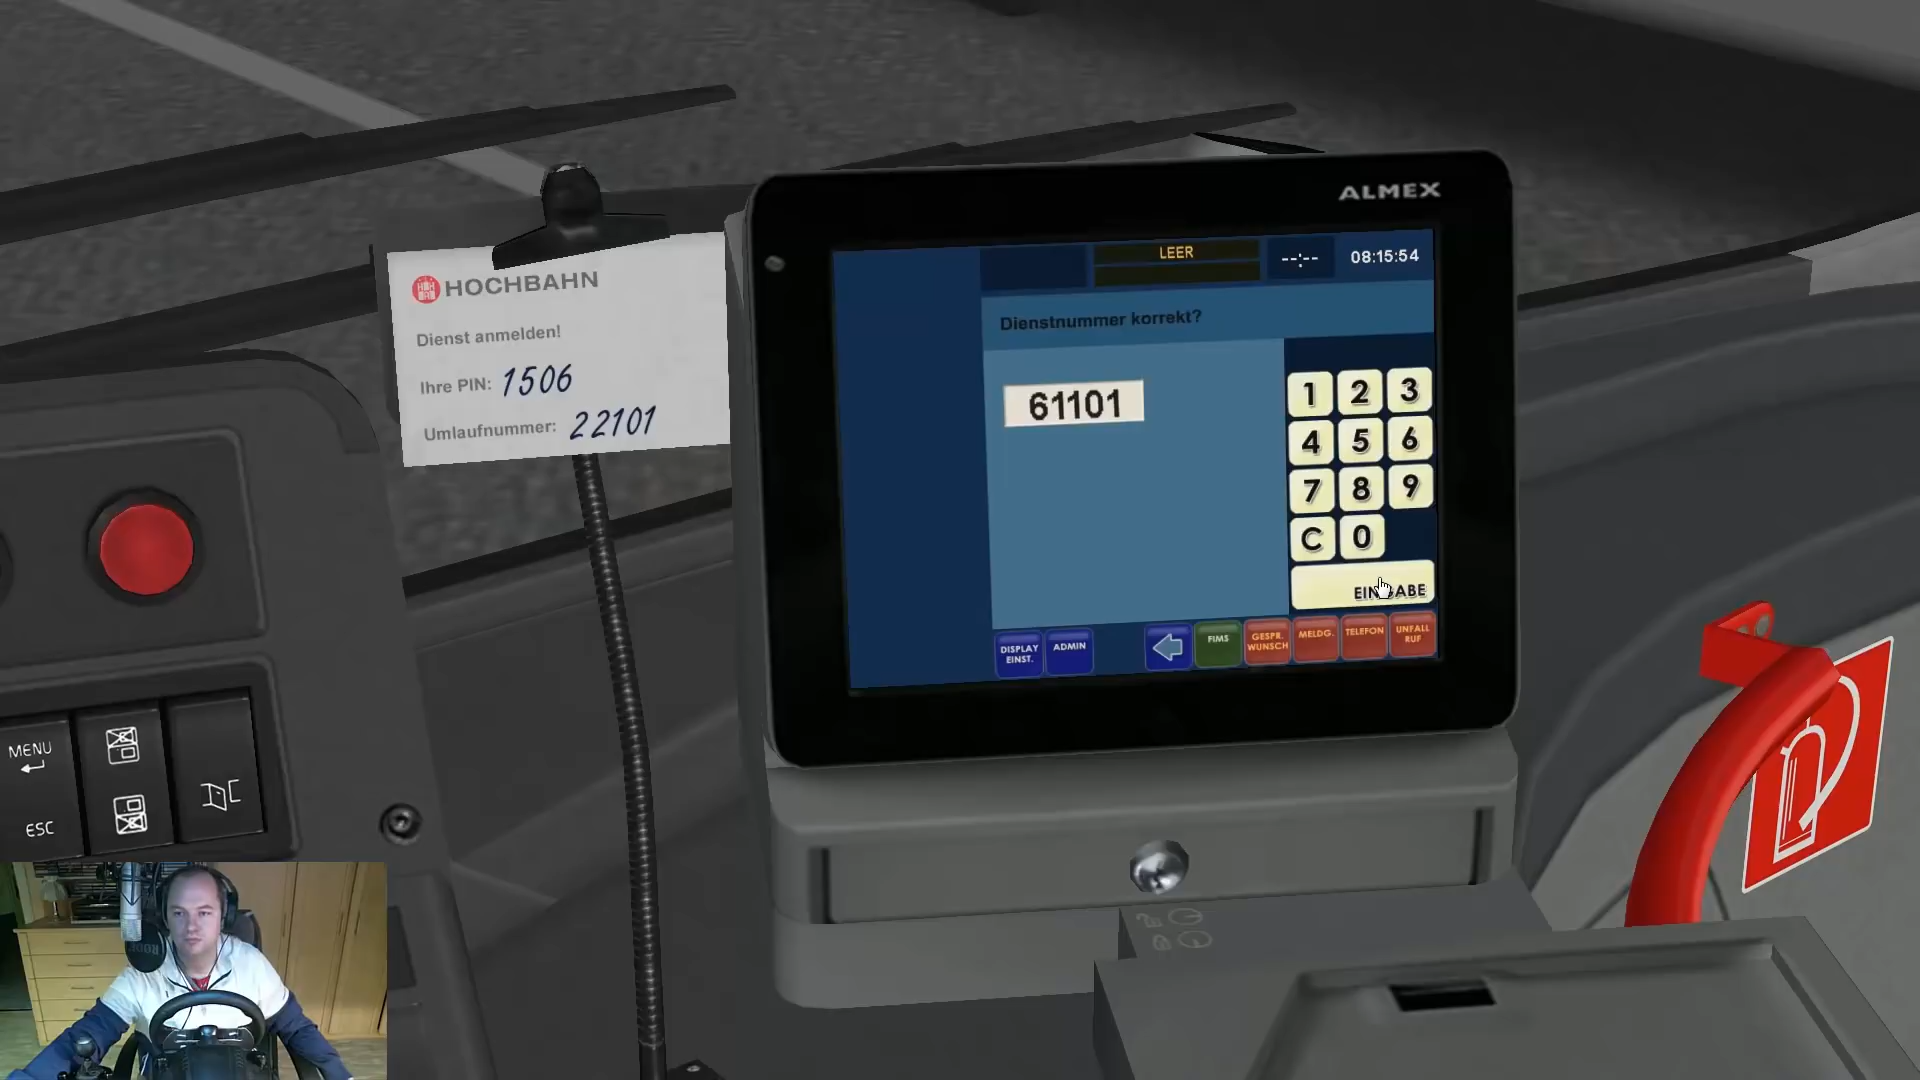 ALMEX
HOCHBAHN
Dienst anmelden!
Ihre PIN: 1506
Umlaufnummer: 22101
LEER
--:--
08:15:54
Dienstnummer korrekt?
61101
1 2 3
4 5 6
7 8 9
C 0
EINGABE
DISPLAY EINST.
ADMIN
FIMS
GESPR. WUNSCH
MELDG.
TELEFON
UNFALL RUF
MENU
ESC